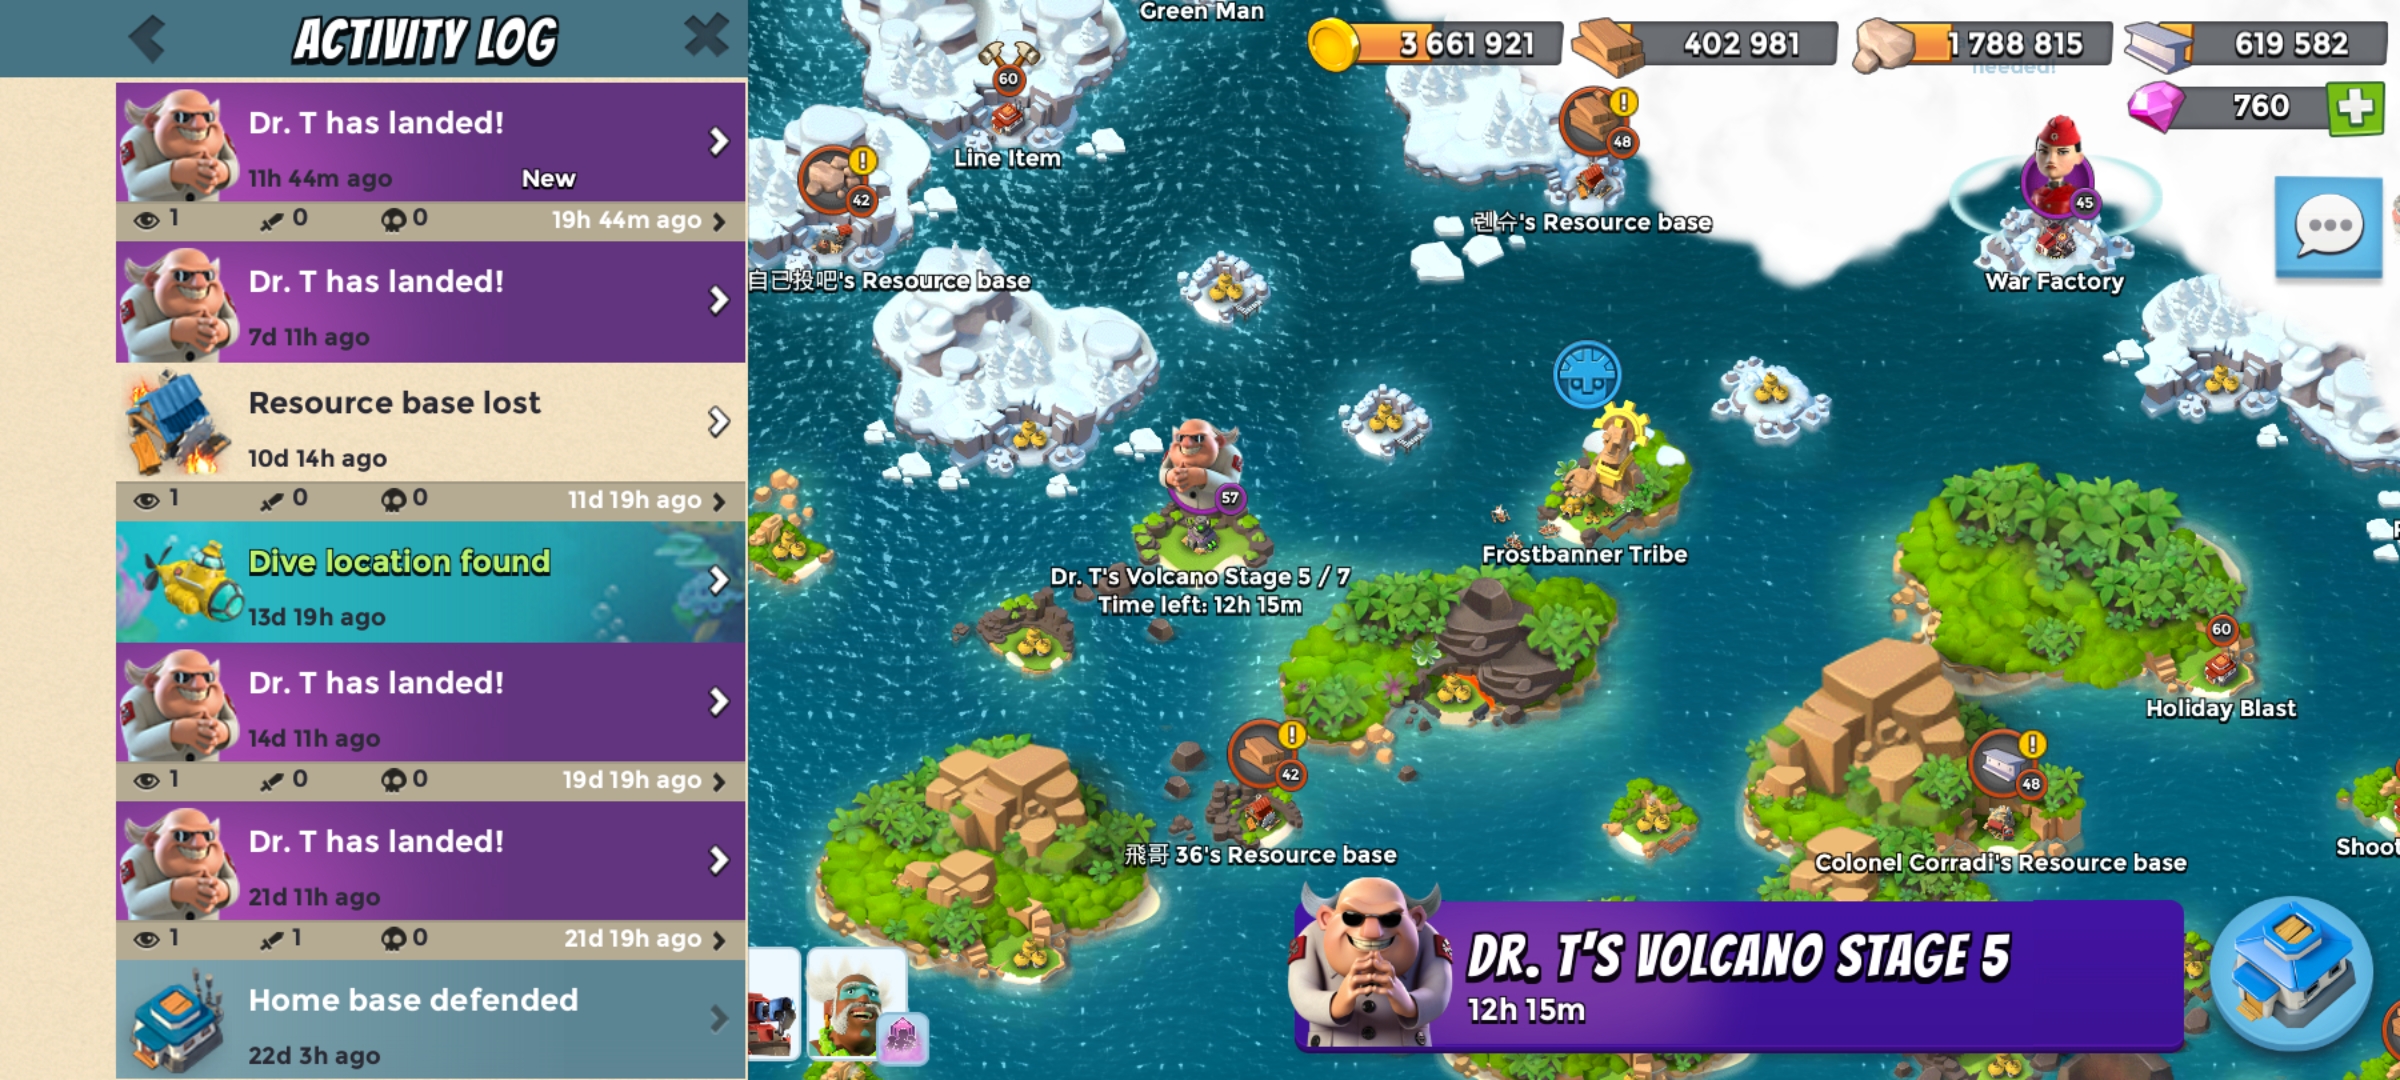 ACTIVITY LOG
Dr. T has landed!
11h 44m ago
New
1
0
0
19h 44m ago
Dr. T has landed!
7d 11h ago
Resource base lost
10d 14h ago
1
0
0
11d 19h ago
Dive location found
13d 19h ago
Dr. T has landed!
14d 11h ago
1
0
0
19d 19h ago
Dr. T has landed!
21d 11h ago
1
1
0
21d 19h ago
Home base defended
22d 3h ago
Green Man
3 661 921
402 981
1 788 815
619 582
needed!
760
60
Line Item
42
自己投吧's Resource base
48
렌슈's Resource base
45
War Factory
57
Dr. T's Volcano Stage 5 / 7
Time left: 12h 15m
Frostbanner Tribe
60
Holiday Blast
42
飛哥 36's Resource base
48
Colonel Corradi's Resource base
Shoot
DR. T'S VOLCANO STAGE 5
12h 15m